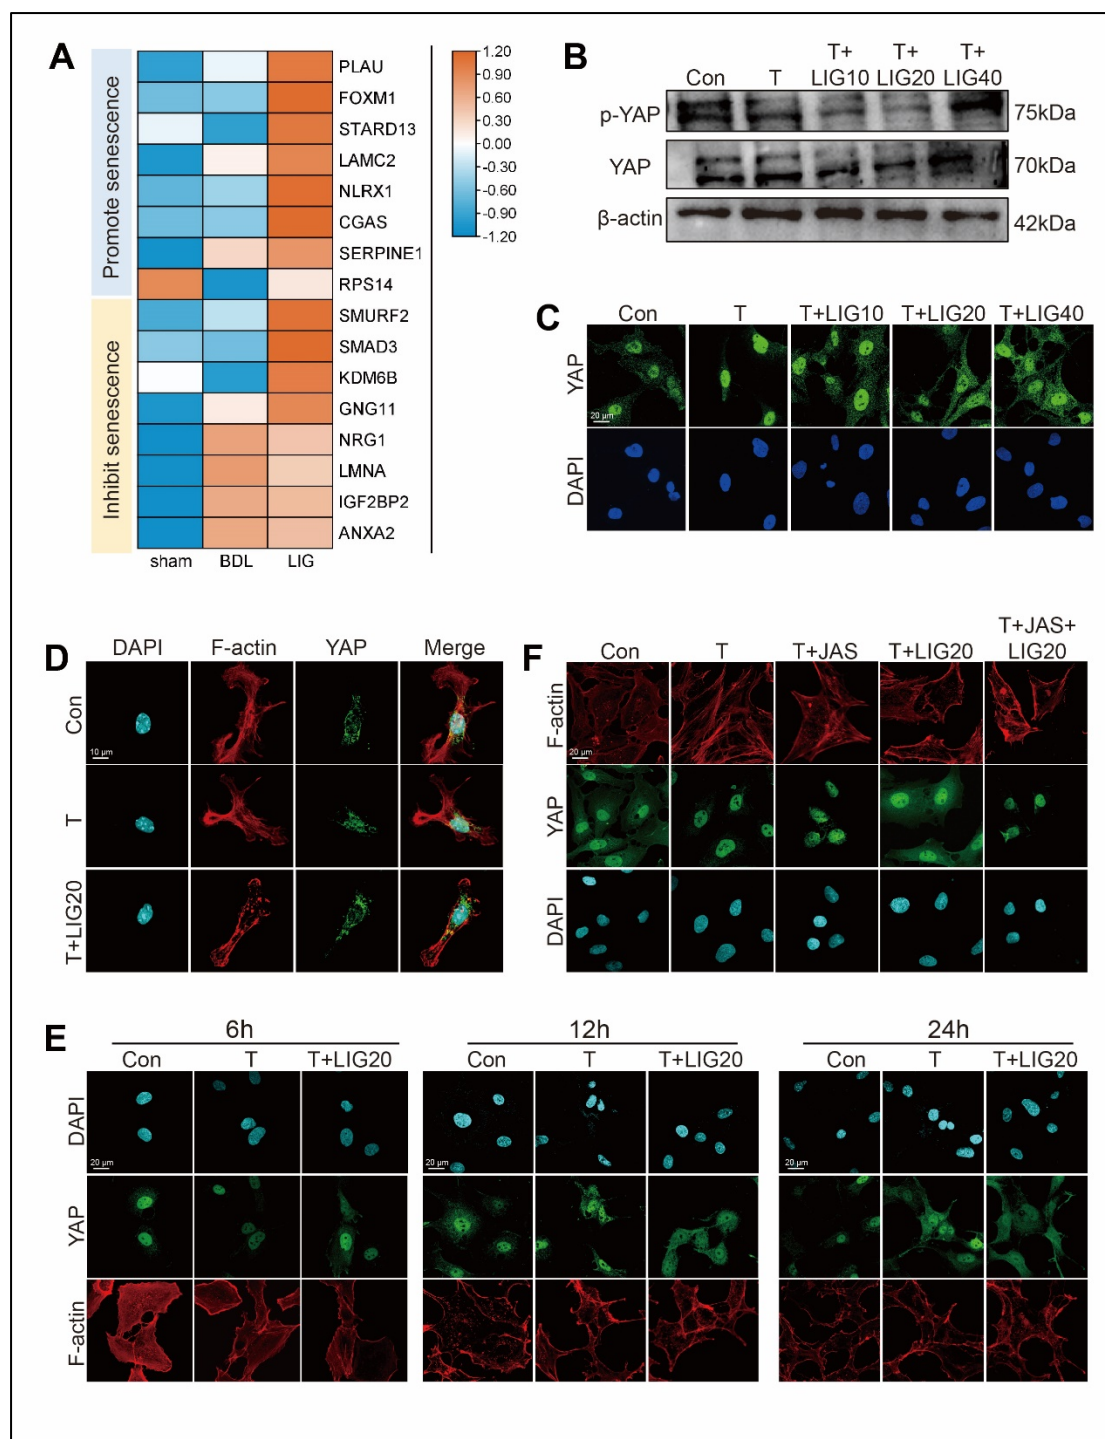 A
Promote senescence
Inhibit senescence
PLAU
FOXM1
STARD13
LAMC2
NLRX1
CGAS
SERPINE1
RPS14
SMURF2
SMAD3
KDM6B
GNG11
NRG1
LMNA
IGF2BP2
ANXA2
sham BDL LIG
1.20
0.90
0.60
0.30
0.00
-0.30
-0.60
-0.90
-1.20
B
T+ T+ T+
Con T LIG10 LIG20 LIG40
p-YAP 75kDa
YAP 70kDa
β-actin 42kDa
C
Con T T+LIG10 T+LIG20 T+LIG40
YAP
20 μm
DAPI
D
DAPI F-actin YAP Merge
Con
10 μm
T
T+LIG20
F
T+JAS+
Con T T+JAS T+LIG20 LIG20
F-actin
20 μm
YAP
DAPI
E
6h 12h 24h
Con T T+LIG20 Con T T+LIG20 Con T T+LIG20
DAPI
20 μm 20 μm 20 μm
YAP
F-actin